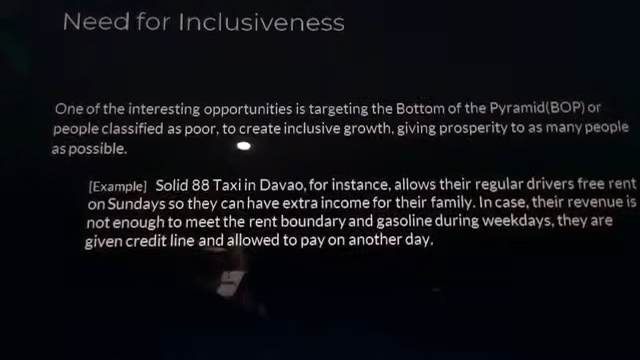 Need for Inclusiveness
One of the interesting opportunities is targeting the Bottom of the Pyramid(BOP) or
people classified as poor, to create inclusive growth, giving prosperity to as many people
as possible.
[Example] Solid 88 Taxi in Davao, for instance, allows their regular drivers free rent
on Sundays so they can have extra income for their family. In case, their revenue is
not enough to meet the rent boundary and gasoline during weekdays, they are
given credit line and allowed to pay on another day.